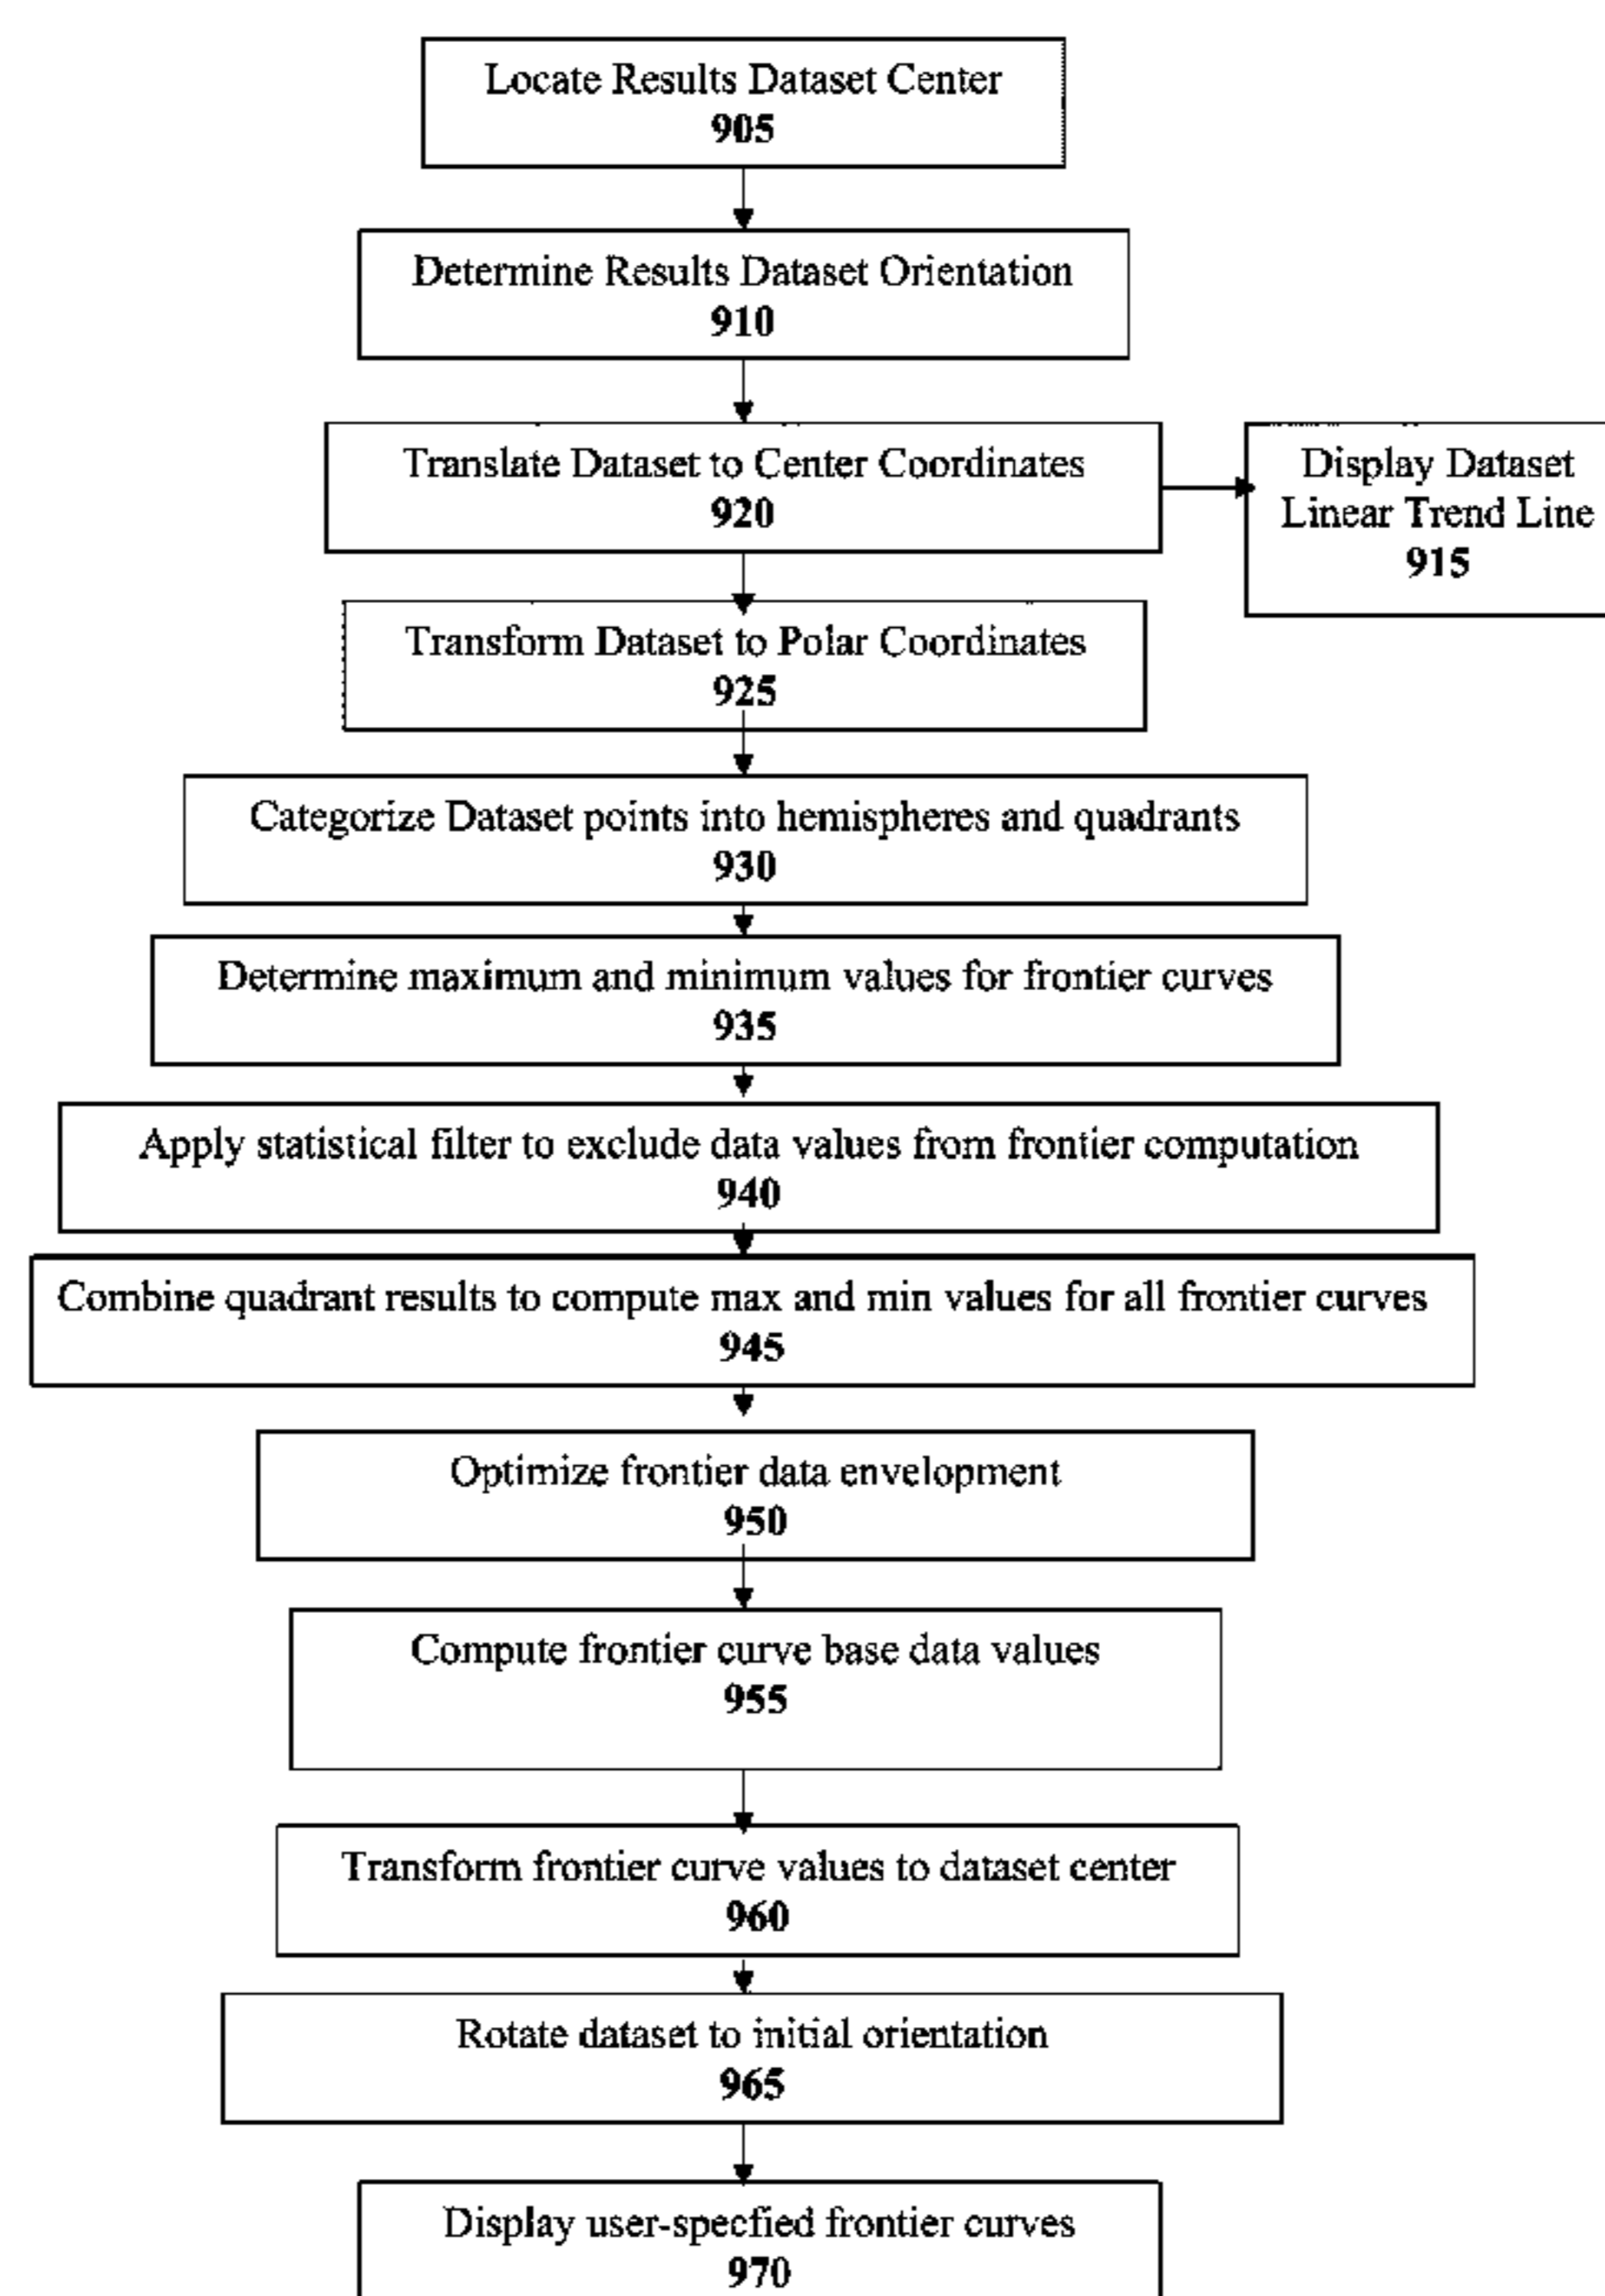 Locate Results Dataset Center
905
Determine Results Dataset Orientation
910
Translate Dataset to Center Coordinates
920
Display Dataset
Linear Trend Line
915
Transform Dataset to Polar Coordinates
925
Categorize Dataset points into hemispheres and quadrants
930
Determine maximum and minimum values for frontier curves
935
Apply statistical filter to exclude data values from frontier computation
940
Combine quadrant results to compute max and min values for all frontier curves
945
Optimize frontier data envelopment
950
Compute frontier curve base data values
955
Transform frontier curve values to dataset center
960
Rotate dataset to initial orientation
965
Display user-specfied frontier curves
970